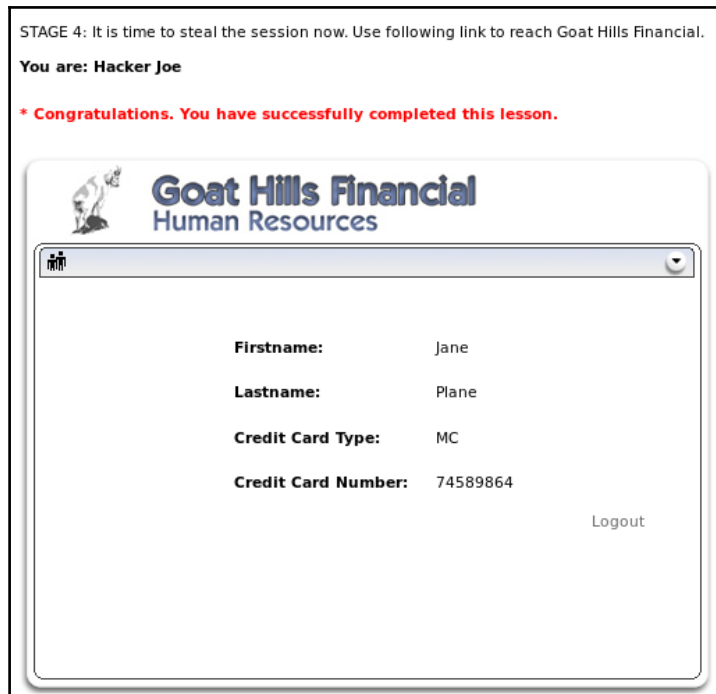 STAGE 4: It is time to steal the session now. Use following link to reach Goat Hills Financial.
You are: Hacker Joe
* Congratulations. You have successfully completed this lesson.
Goat Hills Financial
Human Resources
Firstname: Jane
Lastname: Plane
Credit Card Type: MC
Credit Card Number: 74589864
Logout